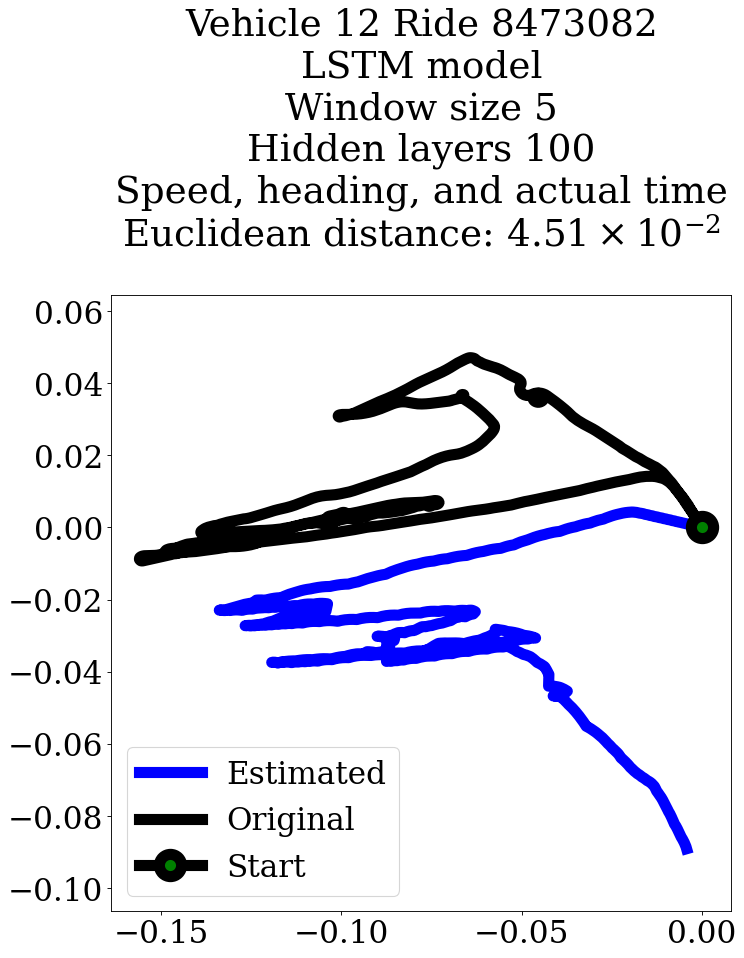 Vehicle 12 Ride 8473082
LSTM model
Window size 5
Hidden layers 100
Speed, heading, and actual time
Euclidean distance: 4.51 × 10⁻²
0.06
0.04
0.02
0.00
−0.02
−0.04
−0.06
−0.08
−0.10
Estimated
Original
Start
−0.15 −0.10 −0.05 0.00